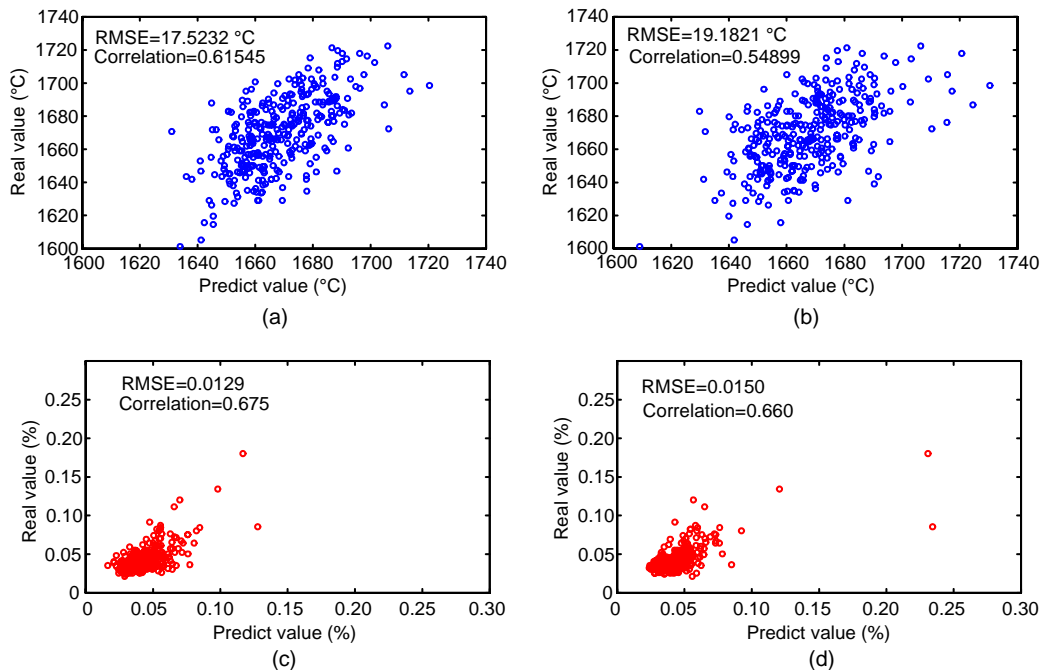 RMSE=17.5232 °C
Correlation=0.61545
Real value (°C)
1740
1720
1700
1680
1660
1640
1620
1600
1600 1620 1640 1660 1680 1700 1720 1740
Predict value (°C)
(a)
RMSE=19.1821 °C
Correlation=0.54899
Real value (°C)
1740
1720
1700
1680
1660
1640
1620
1600
1600 1620 1640 1660 1680 1700 1720 1740
Predict value (°C)
(b)
RMSE=0.0129
Correlation=0.675
Real value (%)
0.25
0.20
0.15
0.10
0.05
0
0 0.05 0.10 0.15 0.20 0.25 0.30
Predict value (%)
(c)
RMSE=0.0150
Correlation=0.660
Real value (%)
0.25
0.20
0.15
0.10
0.05
0
0 0.05 0.10 0.15 0.20 0.25 0.30
Predict value (%)
(d)